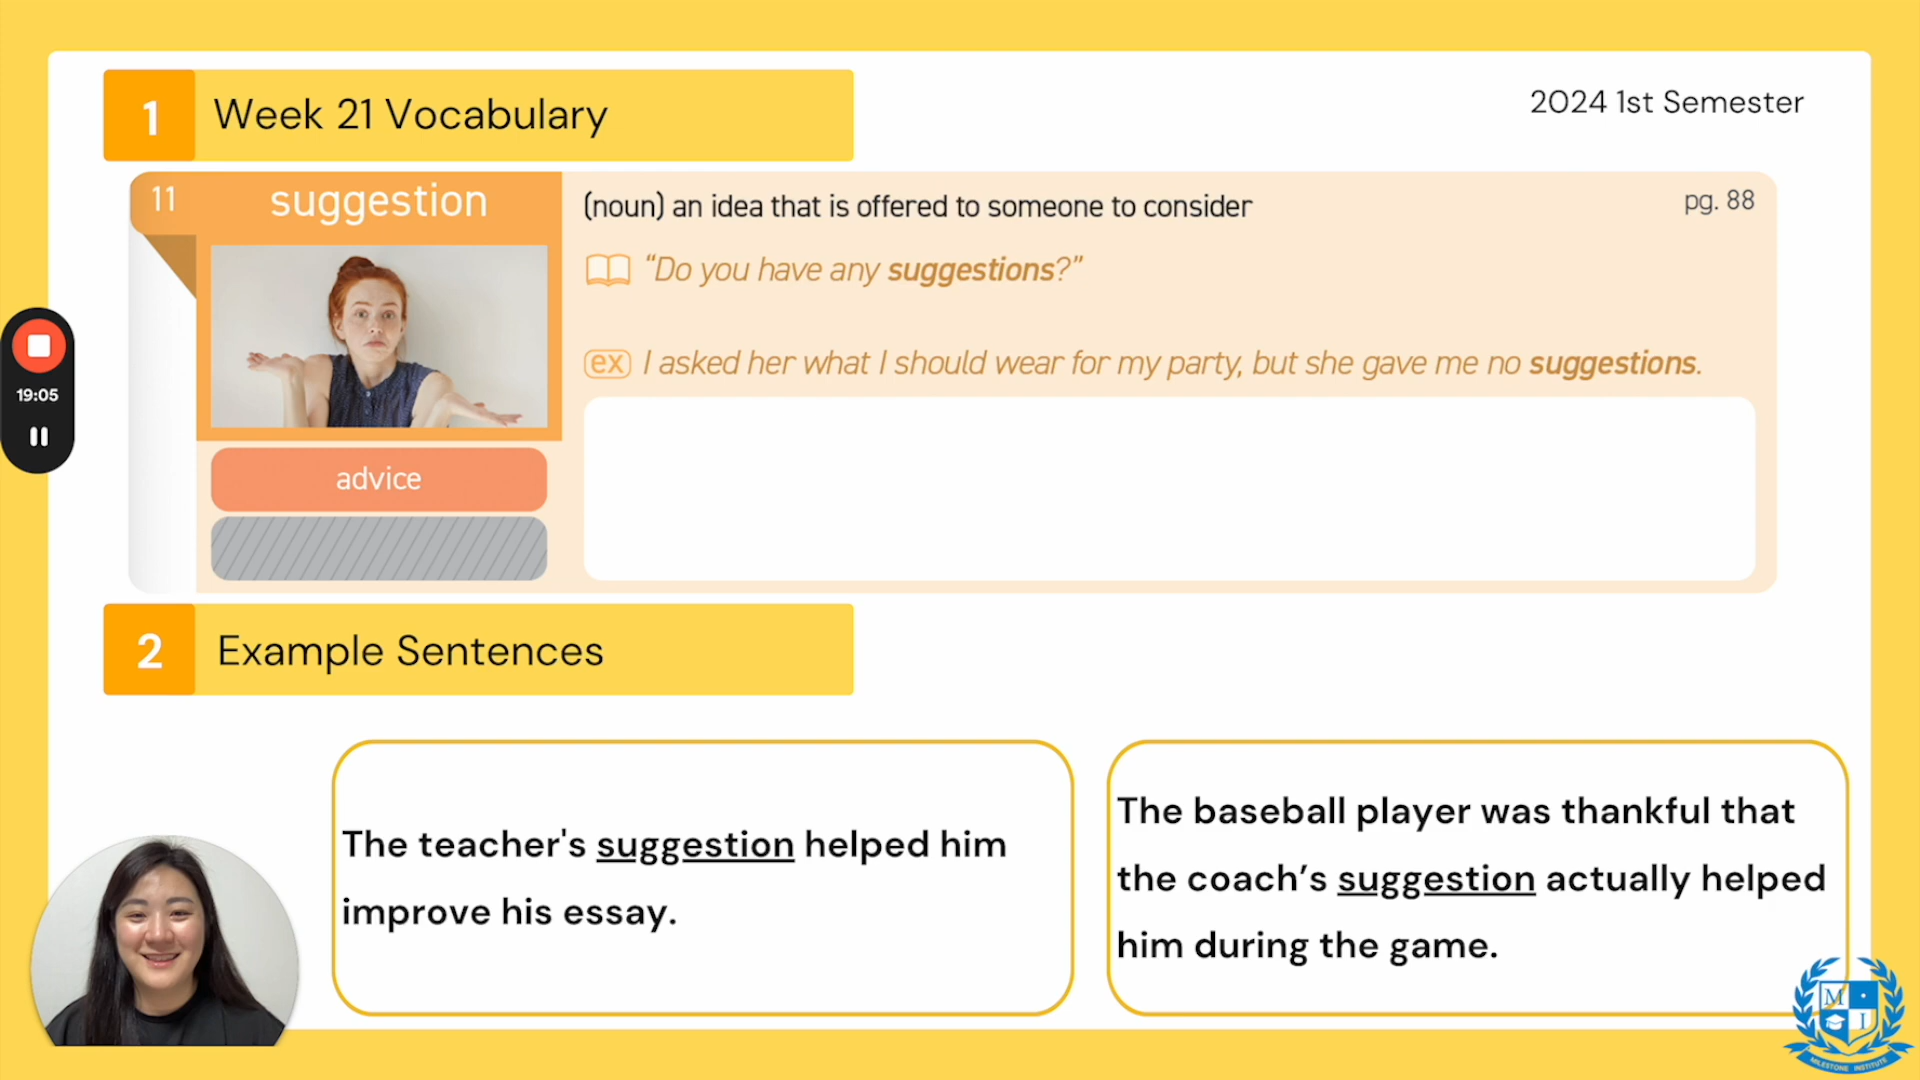 1 Week 21 Vocabulary
2024 1st Semester
11 suggestion
(noun) an idea that is offered to someone to consider
pg. 88
“Do you have any suggestions?”
ex I asked her what I should wear for my party, but she gave me no suggestions.
19:05
advice
2 Example Sentences
The teacher's suggestion helped him
improve his essay.
The baseball player was thankful that
the coach’s suggestion actually helped
him during the game.
M
I
MILESTONE INSTITUTE